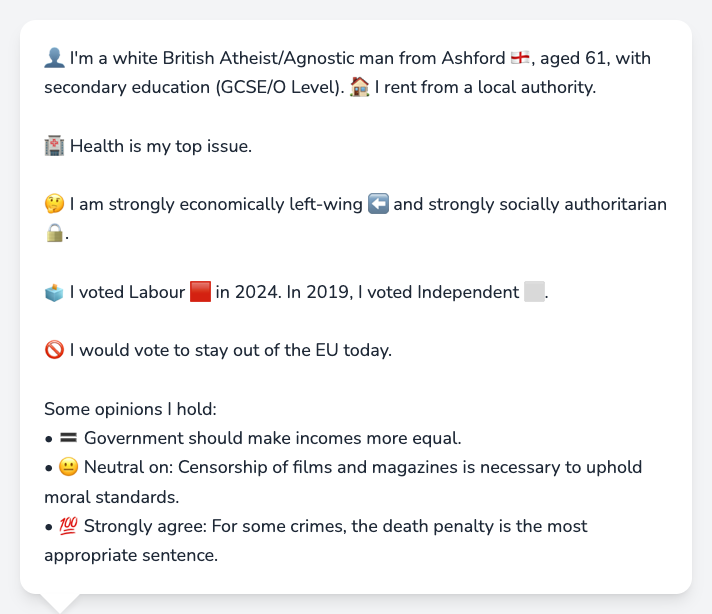 👤 I'm a white British Atheist/Agnostic man from Ashford 🏴󠁧󠁢󠁥󠁮󠁧󠁿, aged 61, with
secondary education (GCSE/O Level). 🏠 I rent from a local authority.
🏥 Health is my top issue.
🤔 I am strongly economically left-wing ⬅️ and strongly socially authoritarian
🔒.
🗳️ I voted Labour 🟥 in 2024. In 2019, I voted Independent ⬜.
🚫 I would vote to stay out of the EU today.
Some opinions I hold:
• 🟰 Government should make incomes more equal.
• 😐 Neutral on: Censorship of films and magazines is necessary to uphold
moral standards.
• 💯 Strongly agree: For some crimes, the death penalty is the most
appropriate sentence.